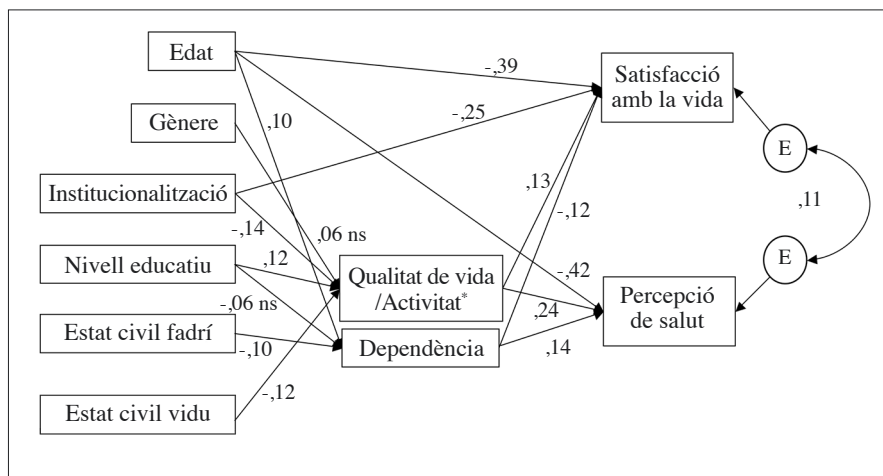 Edat
-,39
Satisfacció
amb la vida
Gènere
,10
-,25
E
Institucionalització
,13
,11
-,14
,06 ns
-,12
Nivell educatiu
,12
Qualitat de vida
/Activitat*
-,42
E
Percepció
de salut
-,06 ns
,24
Estat civil fadrí
-,10
Dependència
,14
-,12
Estat civil vidu